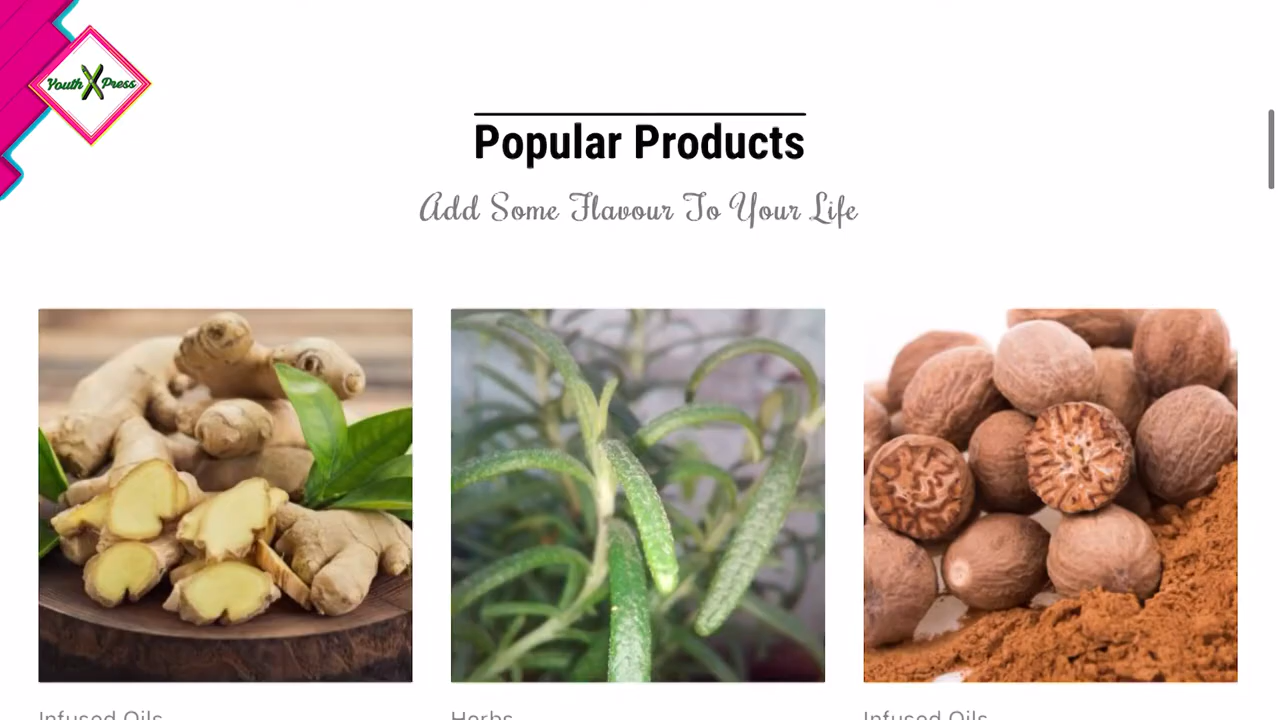 Youth X Press
Popular Products
Add Some Flavour To Your Life
Infused Oils
Herbs
Infused Oils